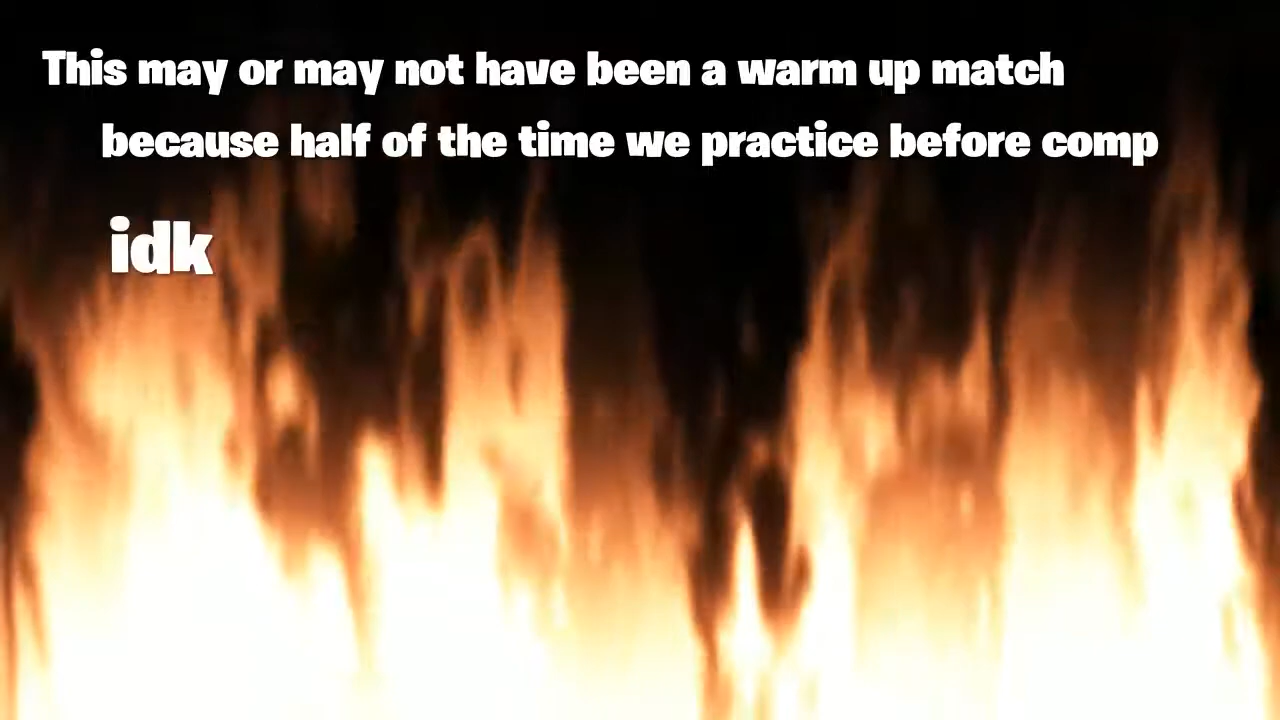 This may or may not have been a warm up match
because half of the time we practice before comp
idk